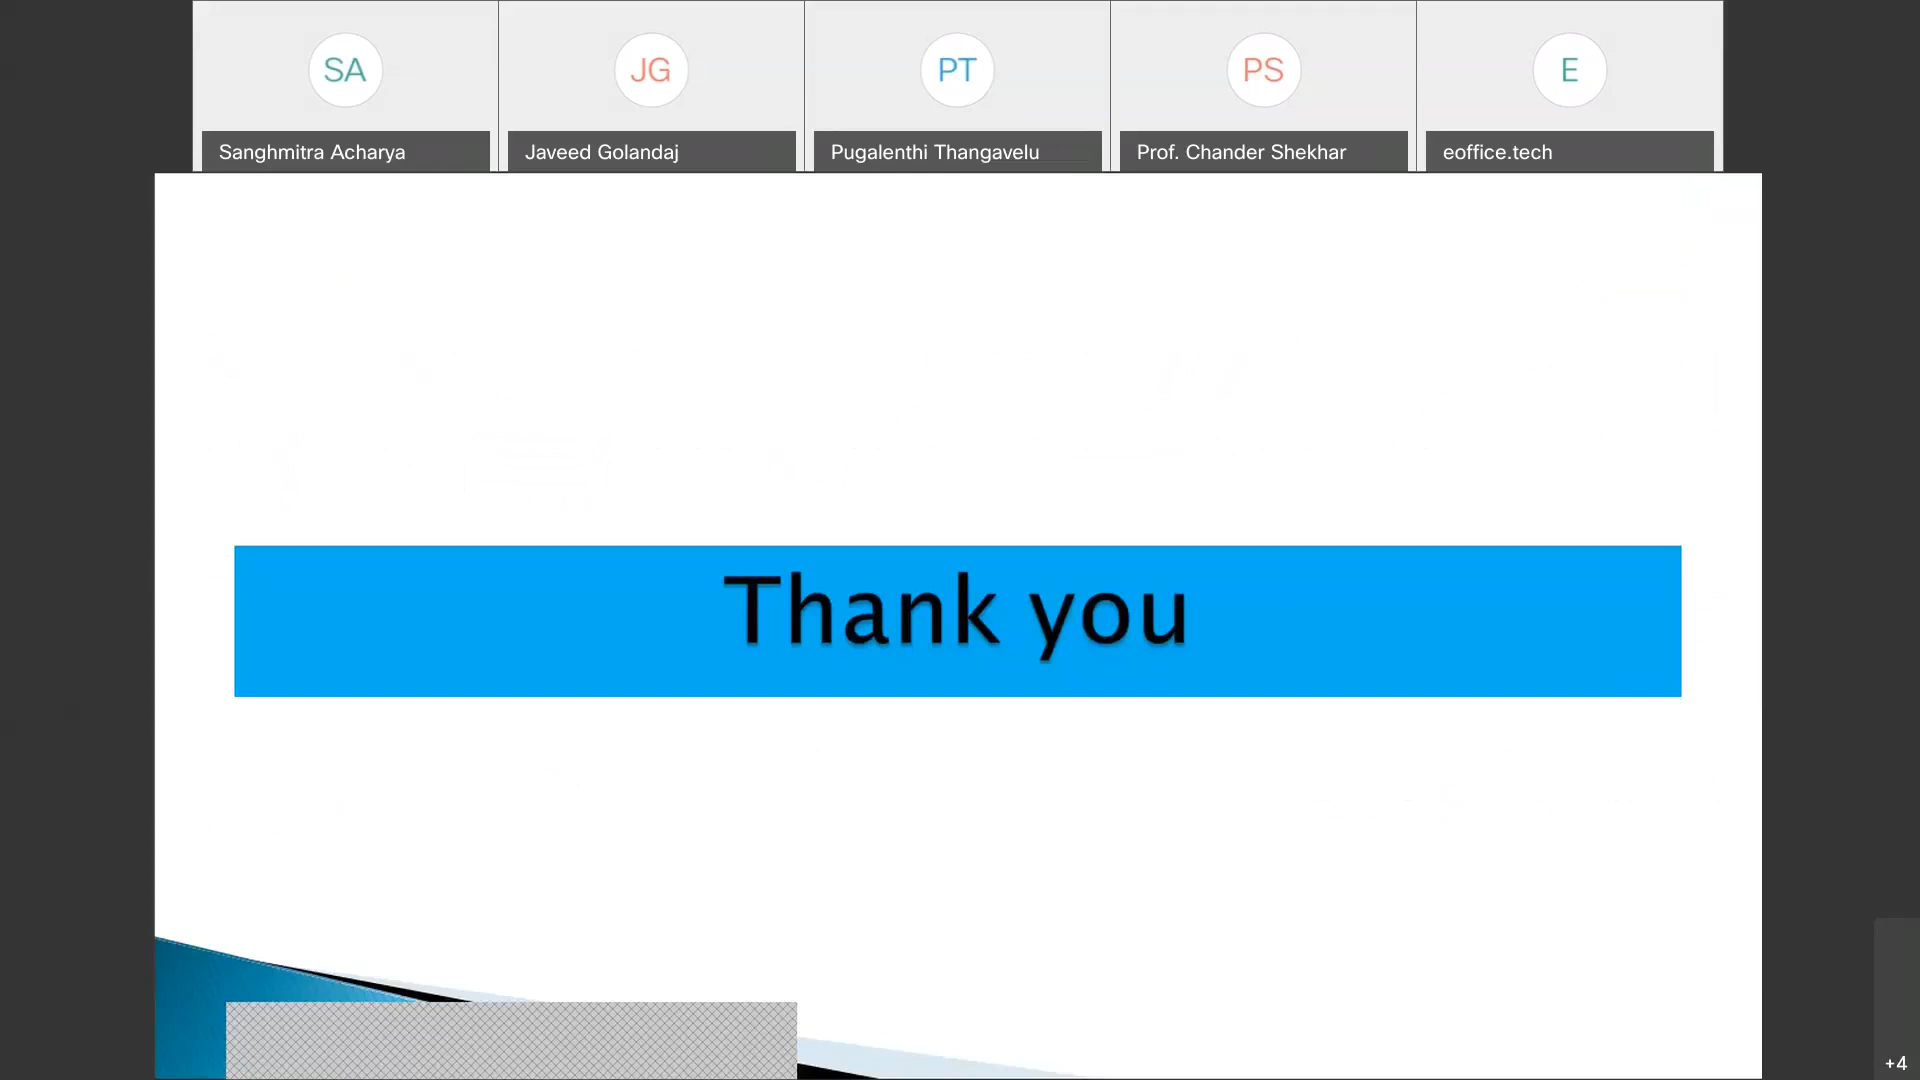 SA
JG
PT
PS
E
Sanghmitra Acharya
Javeed Golandaj
Pugalenthi Thangavelu
Prof. Chander Shekhar
eoffice.tech
Thank you
+4